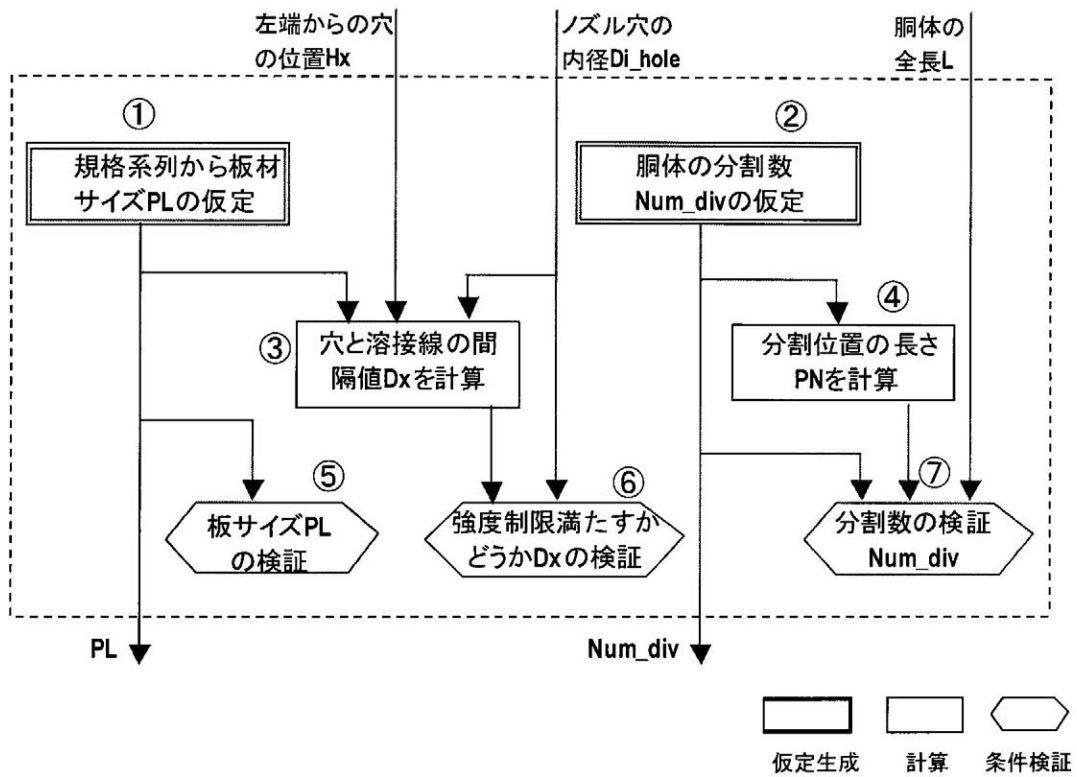 左端からの穴
の位置Hx
ノズル穴の
内径Di_hole
胴体の
全長L
①
規格系列から板材
サイズPLの仮定
②
胴体の分割数
Num_divの仮定
③
穴と溶接線の間
隔値Dxを計算
④
分割位置の長さ
PNを計算
⑤
板サイズPL
の検証
⑥
強度制限満たすか
どうかDxの検証
⑦
分割数の検証
Num_div
PL
Num_div
仮定生成
計算
条件検証